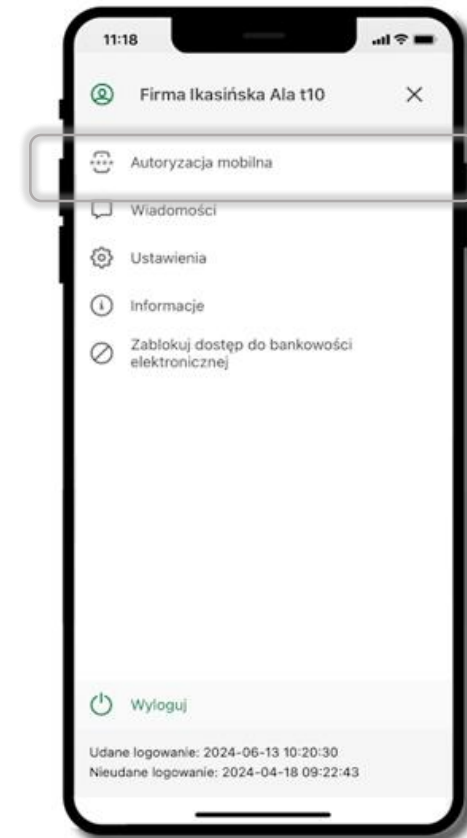 11:18
Firma Ikasińska Ala t10
Autoryzacja mobilna
Wiadomości
Ustawienia
Informacje
Zablokuj dostęp do bankowości
elektronicznej
Wyloguj
Udane logowanie: 2024-06-13 10:20:30
Nieudane logowanie: 2024-04-18 09:22:43